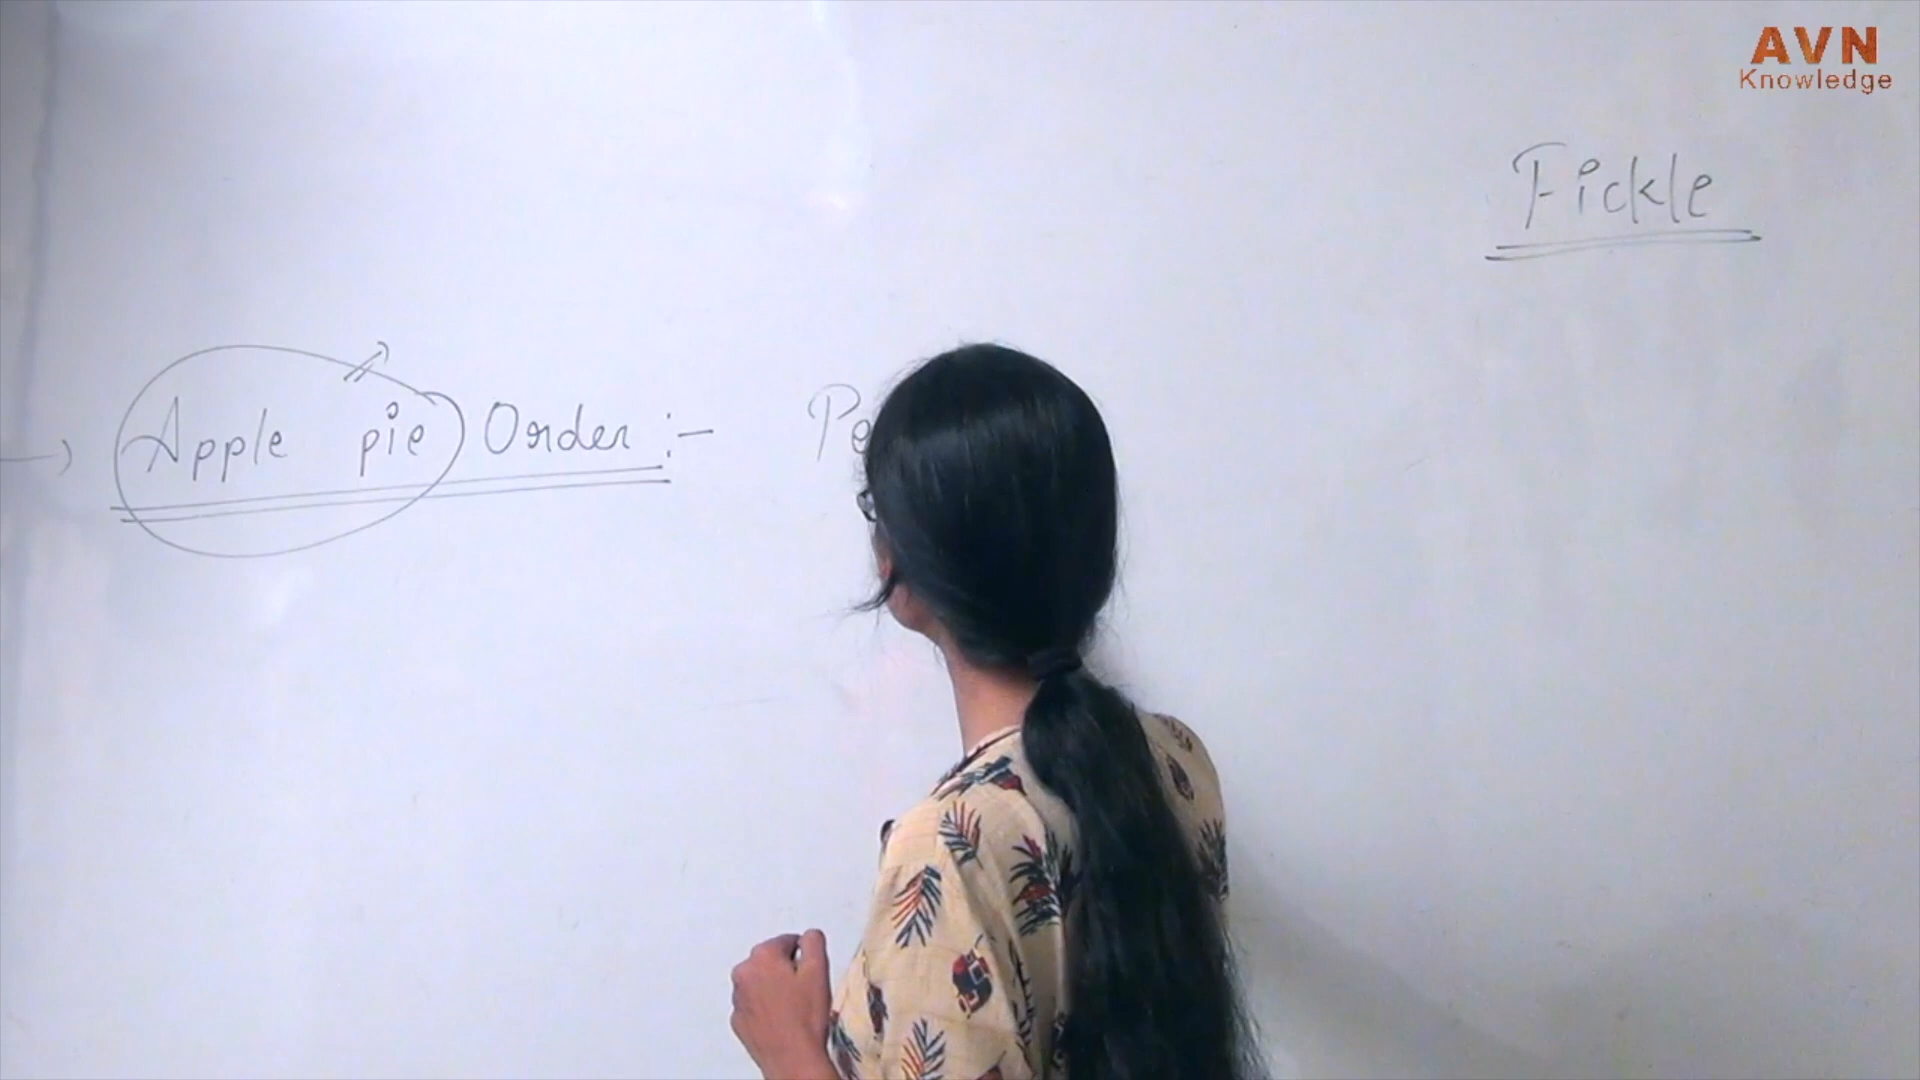 AVN
Knowledge
Fickle
→ Apple pie Order :-